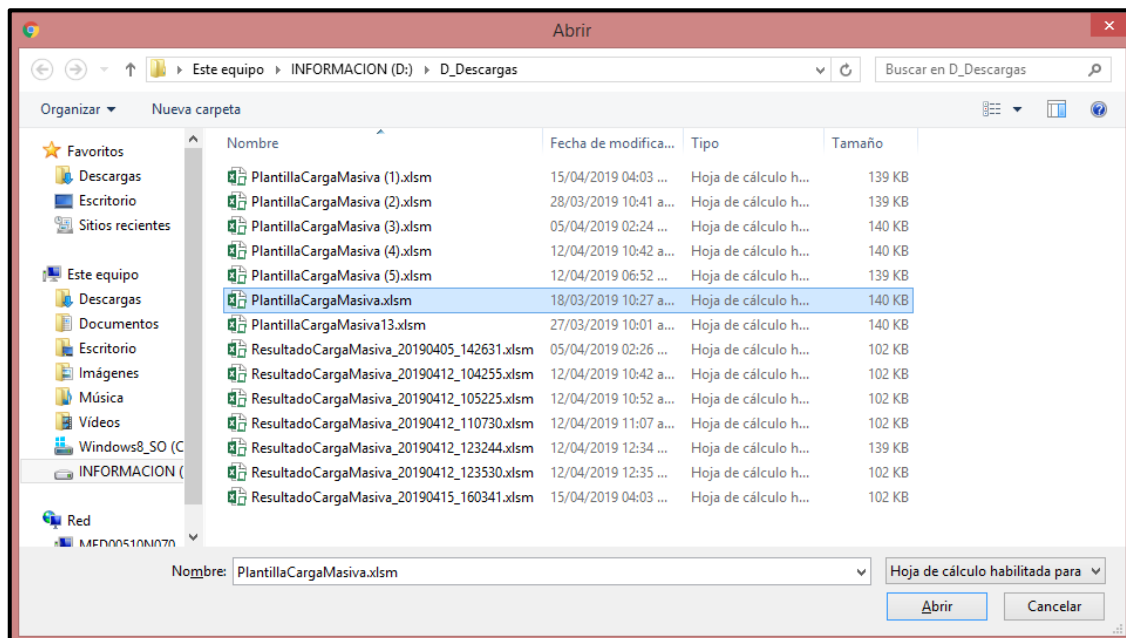 Abrir
Este equipo ▸ INFORMACION (D:) ▸ D_Descargas
Buscar en D_Descargas
Organizar Nueva carpeta
Nombre Fecha de modifica... Tipo Tamaño
Favoritos
Descargas
Escritorio
Sitios recientes
Este equipo
Descargas
Documentos
Escritorio
Imágenes
Música
Vídeos
Windows8_SO (C
INFORMACION (
Red
MED00510N070
PlantillaCargaMasiva (1).xlsm 15/04/2019 04:03 ... Hoja de cálculo h... 139 KB
PlantillaCargaMasiva (2).xlsm 28/03/2019 10:41 a... Hoja de cálculo h... 139 KB
PlantillaCargaMasiva (3).xlsm 05/04/2019 02:24 ... Hoja de cálculo h... 140 KB
PlantillaCargaMasiva (4).xlsm 12/04/2019 10:42 a... Hoja de cálculo h... 140 KB
PlantillaCargaMasiva (5).xlsm 12/04/2019 06:52 ... Hoja de cálculo h... 139 KB
PlantillaCargaMasiva.xlsm 18/03/2019 10:27 a... Hoja de cálculo h... 140 KB
PlantillaCargaMasiva13.xlsm 27/03/2019 10:01 a... Hoja de cálculo h... 140 KB
ResultadoCargaMasiva_20190405_142631.xlsm 05/04/2019 02:26 ... Hoja de cálculo h... 102 KB
ResultadoCargaMasiva_20190412_104255.xlsm 12/04/2019 10:42 a... Hoja de cálculo h... 102 KB
ResultadoCargaMasiva_20190412_105225.xlsm 12/04/2019 10:52 a... Hoja de cálculo h... 102 KB
ResultadoCargaMasiva_20190412_110730.xlsm 12/04/2019 11:07 a... Hoja de cálculo h... 102 KB
ResultadoCargaMasiva_20190412_123244.xlsm 12/04/2019 12:34 ... Hoja de cálculo h... 139 KB
ResultadoCargaMasiva_20190412_123530.xlsm 12/04/2019 12:35 ... Hoja de cálculo h... 102 KB
ResultadoCargaMasiva_20190415_160341.xlsm 15/04/2019 04:03 ... Hoja de cálculo h... 102 KB
Nombre: PlantillaCargaMasiva.xlsm Hoja de cálculo habilitada para
Abrir Cancelar